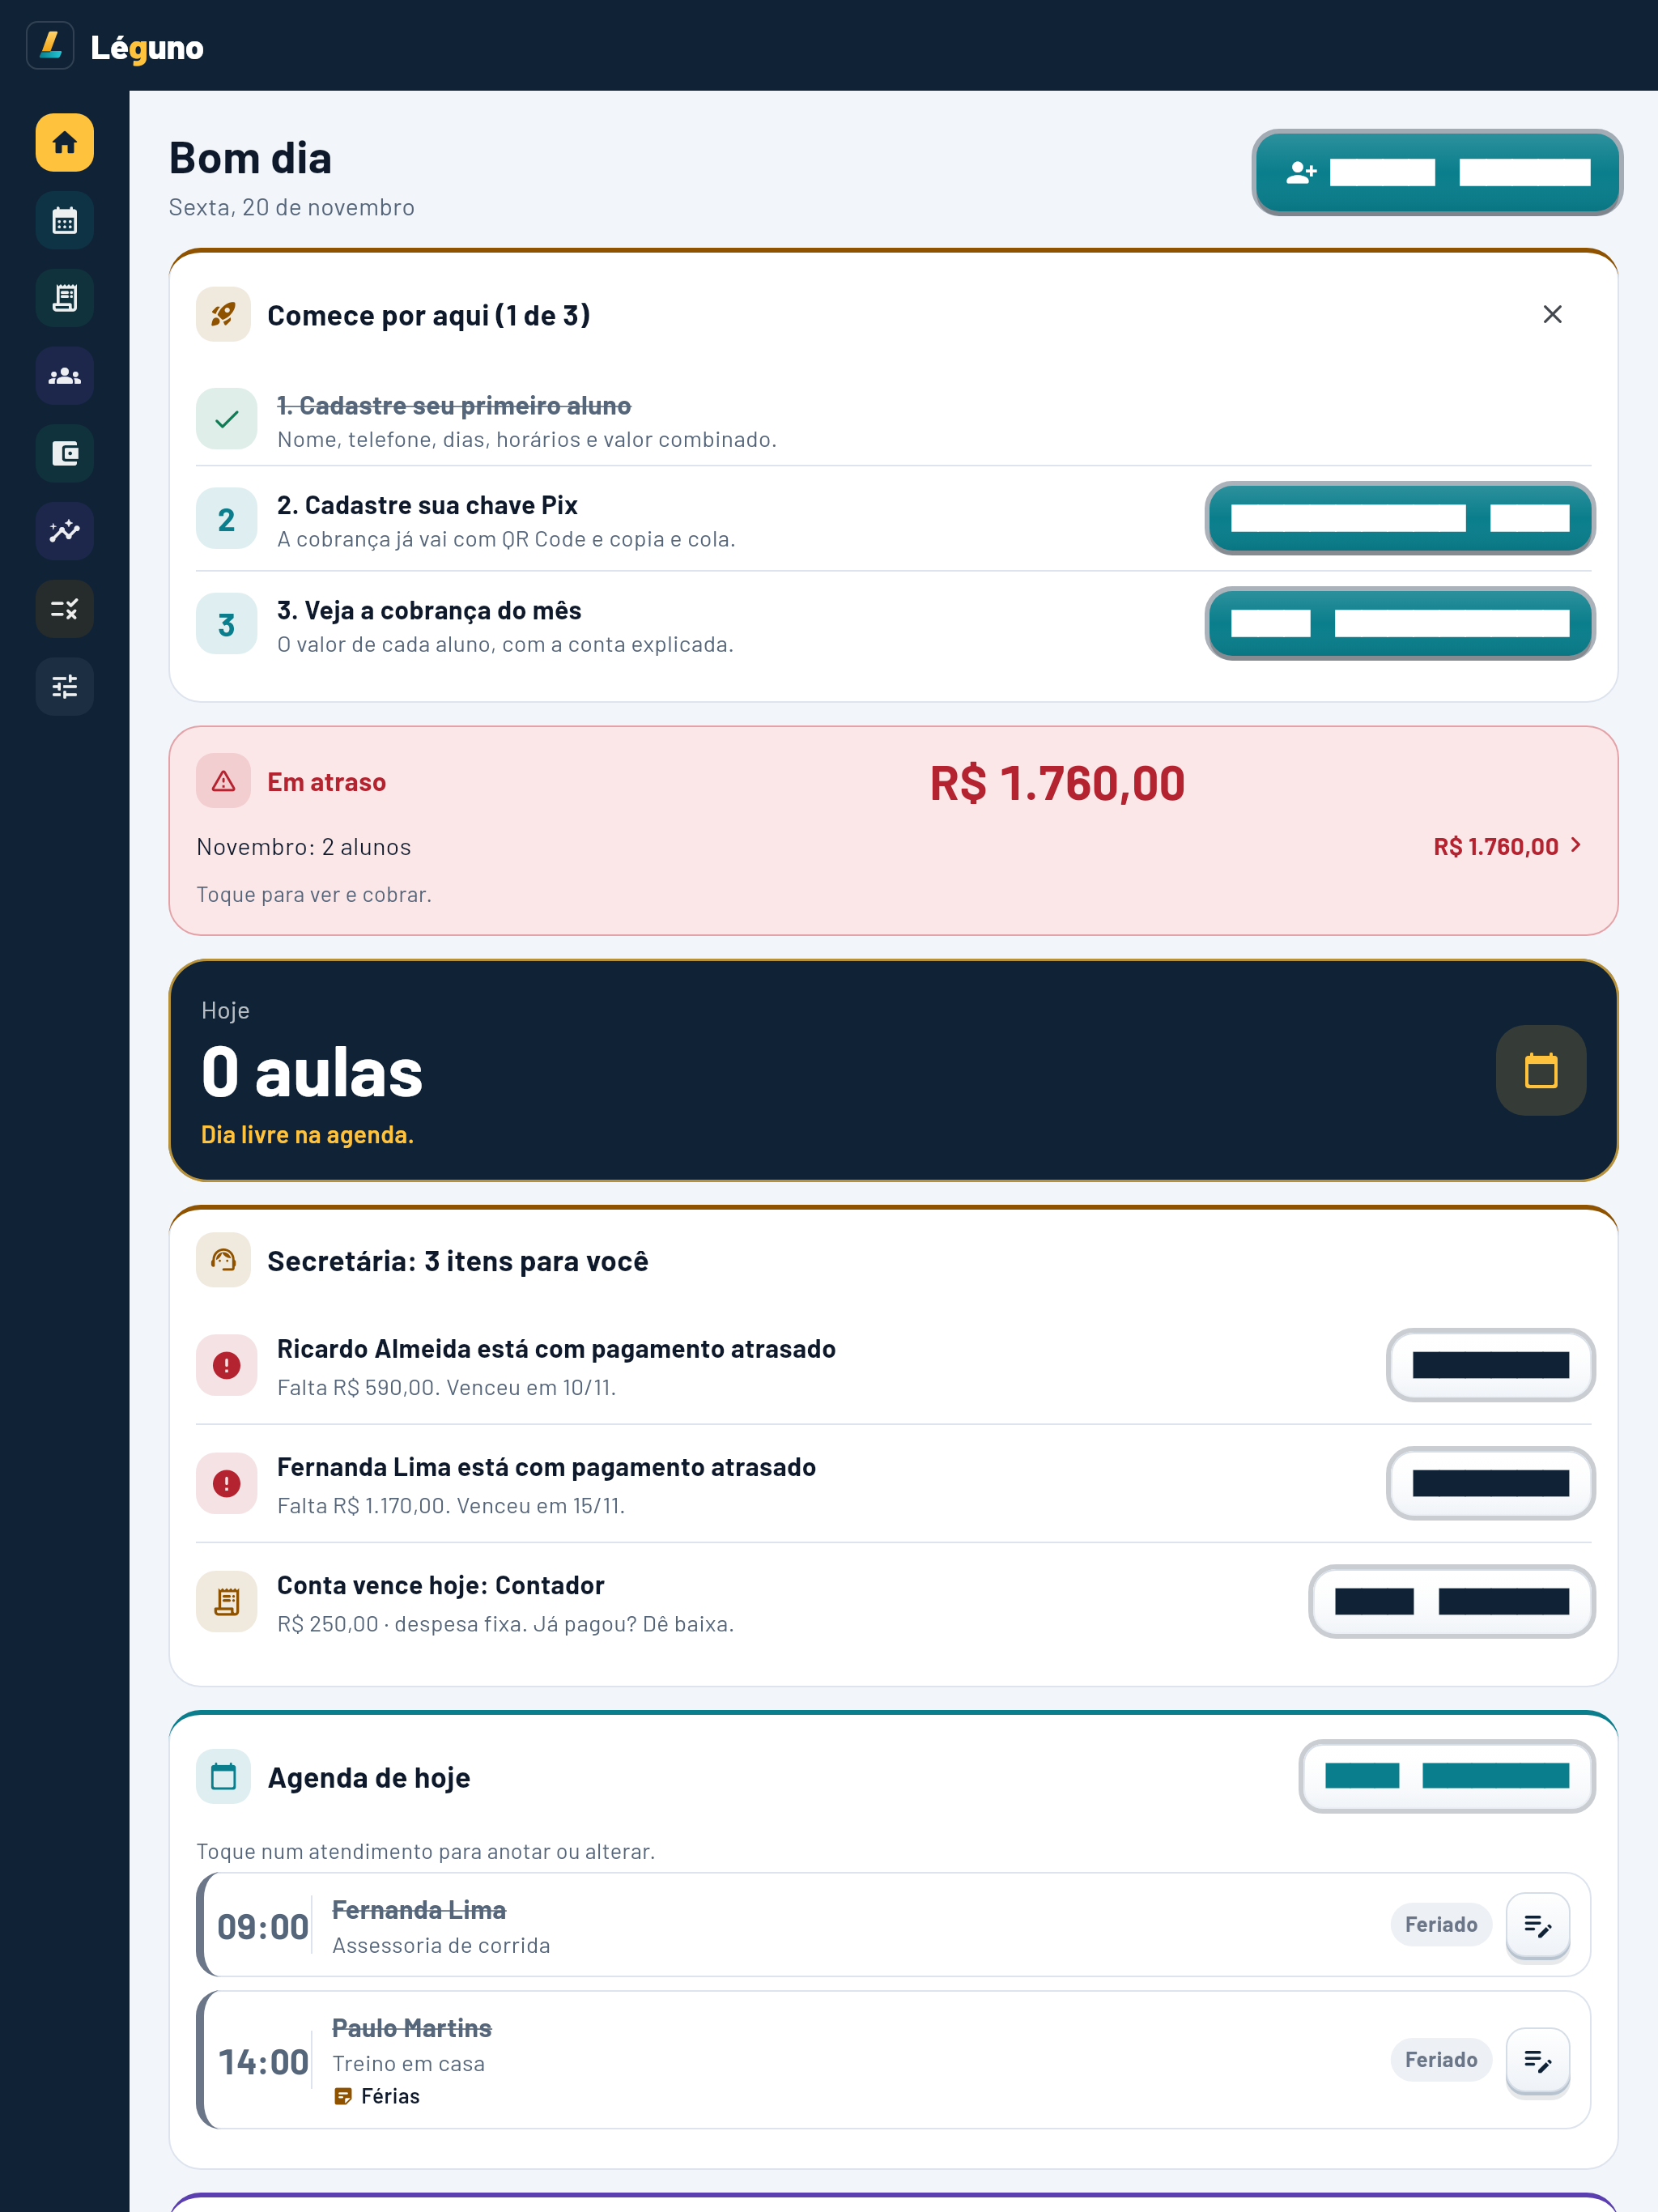 Léguno
Bom dia
Sexta, 20 de novembro
Comece por aqui (1 de 3)
1. Cadastre seu primeiro aluno
Nome, telefone, dias, horários e valor combinado.
2
2. Cadastre sua chave Pix
A cobrança já vai com QR Code e copia e cola.
3
3. Veja a cobrança do mês
O valor de cada aluno, com a conta explicada.
Em atraso
R$ 1.760,00
Novembro: 2 alunos
R$ 1.760,00
Toque para ver e cobrar.
Hoje
0 aulas
Dia livre na agenda.
Secretária: 3 itens para você
Ricardo Almeida está com pagamento atrasado
Falta R$ 590,00. Venceu em 10/11.
Fernanda Lima está com pagamento atrasado
Falta R$ 1.170,00. Venceu em 15/11.
Conta vence hoje: Contador
R$ 250,00 · despesa fixa. Já pagou? Dê baixa.
Agenda de hoje
Toque num atendimento para anotar ou alterar.
09:00
Fernanda Lima
Assessoria de corrida
Feriado
14:00
Paulo Martins
Treino em casa
Férias
Feriado